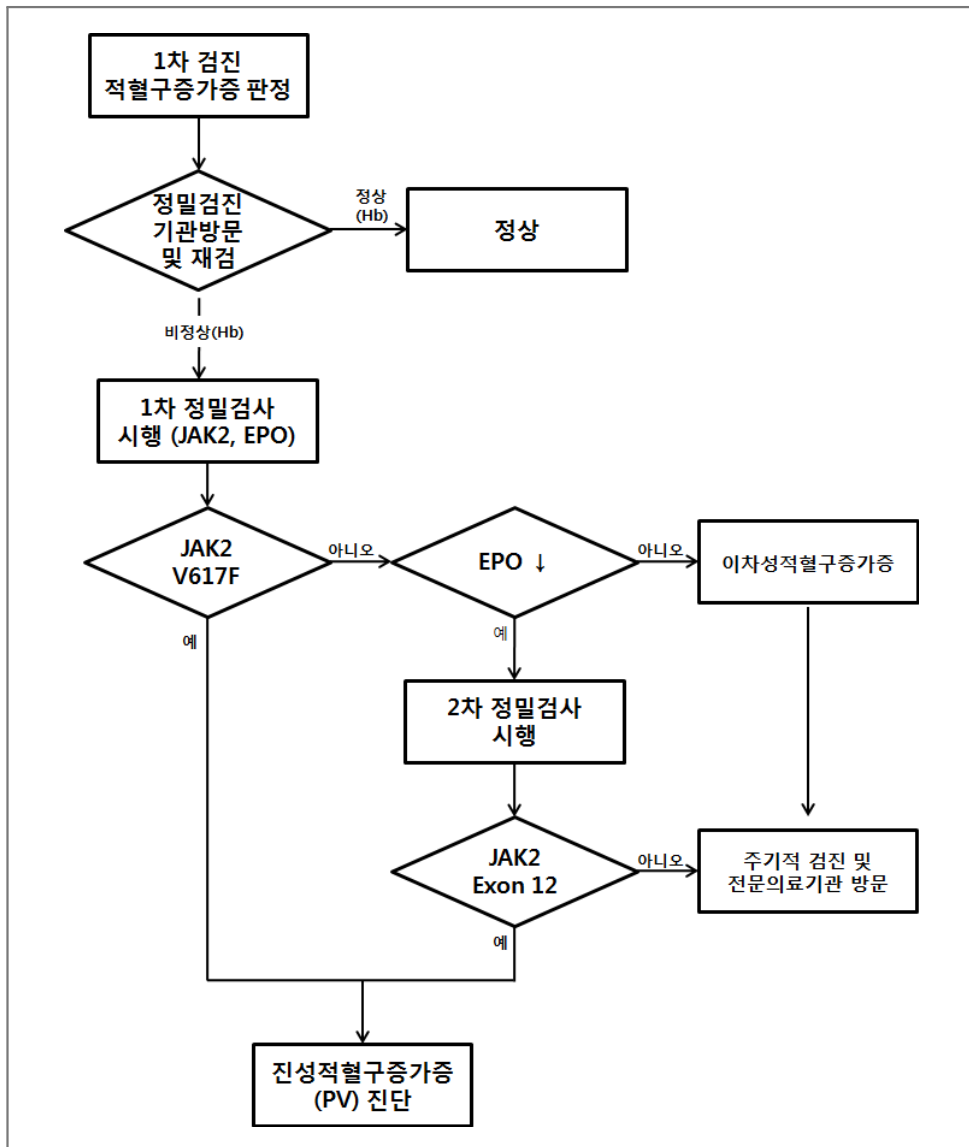 1차 검진
적혈구증가증 판정
정밀검진
기관방문
및 재검
정상
(Hb)
정상
비정상(Hb)
1차 정밀검사
시행 (JAK2, EPO)
JAK2
V617F
아니오
EPO ↓
아니오
이차성적혈구증가증
예
예
2차 정밀검사
시행
JAK2
Exon 12
아니오
주기적 검진 및
전문의료기관 방문
예
진성적혈구증가증
(PV) 진단